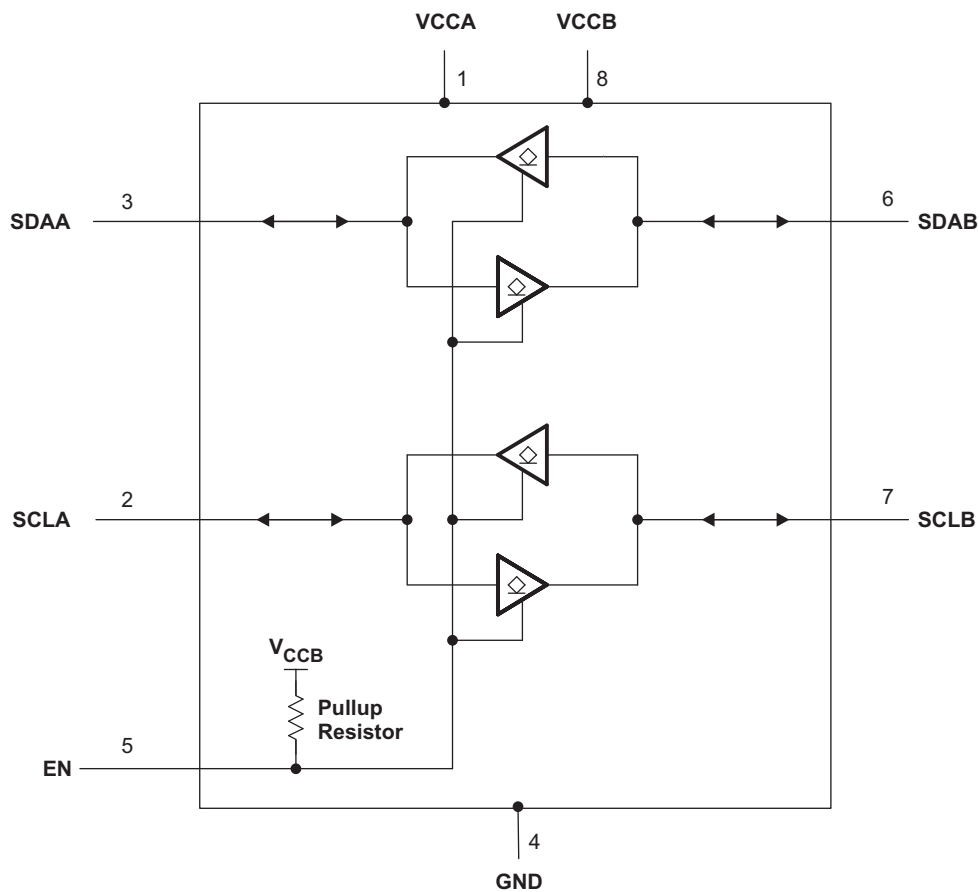 VCCA
VCCB
1
8
3
SDAA
6
SDAB
2
SCLA
7
SCLB
VCCB
Pullup
Resistor
5
EN
4
GND